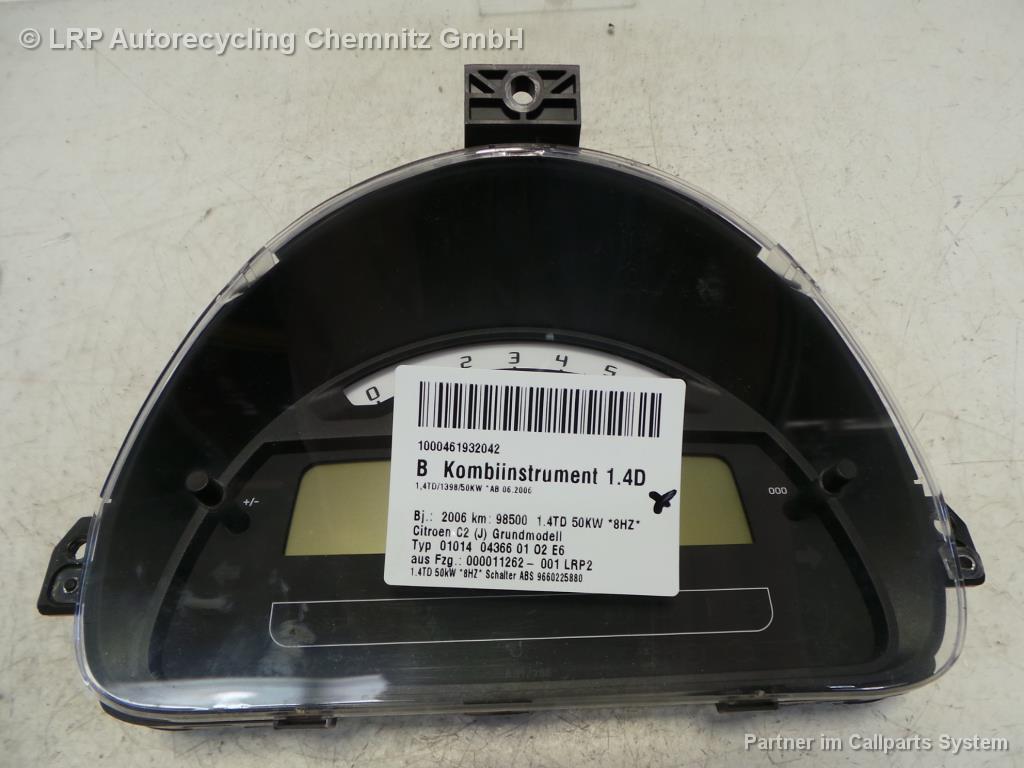 © LRP Autorecycling Chemnitz GmbH
0 2 3 4 5
1000461932042
B Kombiinstrument 1.4D
1,4TD/1398/50KW *AB 06.2006
+/-
000
Bj.: 2006 km: 98500 1.4TD 50KW *8HZ*
Citroen C2 (J) Grundmodell
Typ 01014 04366 01 02 E6
aus Fzg.: 000011262- 001 LRP2
1.4TD 50kW *8HZ* Schalter ABS 9660225880
Partner im Callparts System